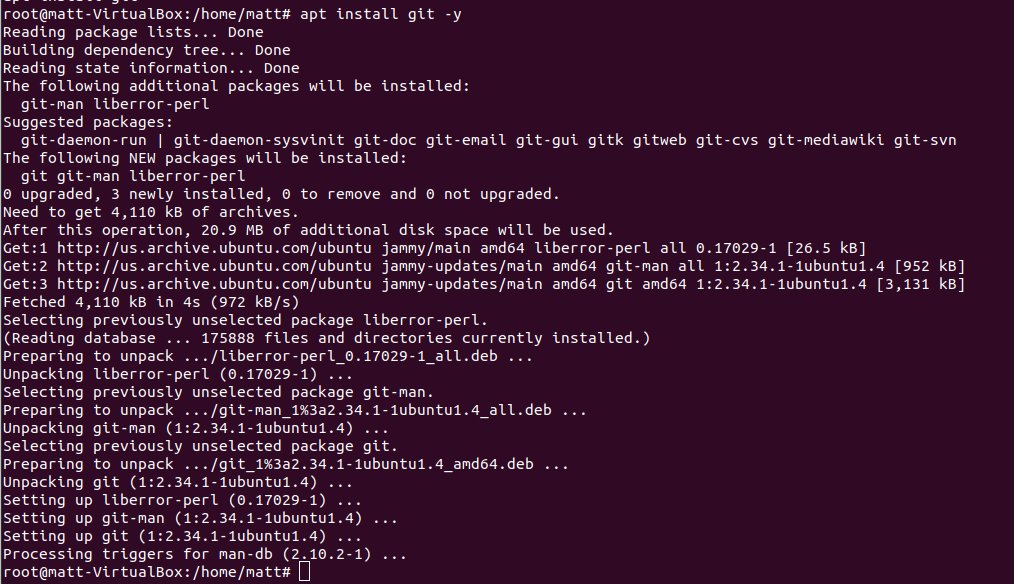 root@matt-VirtualBox:/home/matt# apt install git -y
Reading package lists... Done
Building dependency tree... Done
Reading state information... Done
The following additional packages will be installed:
  git-man liberror-perl
Suggested packages:
  git-daemon-run | git-daemon-sysvinit git-doc git-email git-gui gitk gitweb git-cvs git-mediawiki git-svn
The following NEW packages will be installed:
  git git-man liberror-perl
0 upgraded, 3 newly installed, 0 to remove and 0 not upgraded.
Need to get 4,110 kB of archives.
After this operation, 20.9 MB of additional disk space will be used.
Get:1 http://us.archive.ubuntu.com/ubuntu jammy/main amd64 liberror-perl all 0.17029-1 [26.5 kB]
Get:2 http://us.archive.ubuntu.com/ubuntu jammy-updates/main amd64 git-man all 1:2.34.1-1ubuntu1.4 [952 kB]
Get:3 http://us.archive.ubuntu.com/ubuntu jammy-updates/main amd64 git amd64 1:2.34.1-1ubuntu1.4 [3,131 kB]
Fetched 4,110 kB in 4s (972 kB/s)
Selecting previously unselected package liberror-perl.
(Reading database ... 175888 files and directories currently installed.)
Preparing to unpack .../liberror-perl_0.17029-1_all.deb ...
Unpacking liberror-perl (0.17029-1) ...
Selecting previously unselected package git-man.
Preparing to unpack .../git-man_1%3a2.34.1-1ubuntu1.4_all.deb ...
Unpacking git-man (1:2.34.1-1ubuntu1.4) ...
Selecting previously unselected package git.
Preparing to unpack .../git_1%3a2.34.1-1ubuntu1.4_amd64.deb ...
Unpacking git (1:2.34.1-1ubuntu1.4) ...
Setting up liberror-perl (0.17029-1) ...
Setting up git-man (1:2.34.1-1ubuntu1.4) ...
Setting up git (1:2.34.1-1ubuntu1.4) ...
Processing triggers for man-db (2.10.2-1) ...
root@matt-VirtualBox:/home/matt#